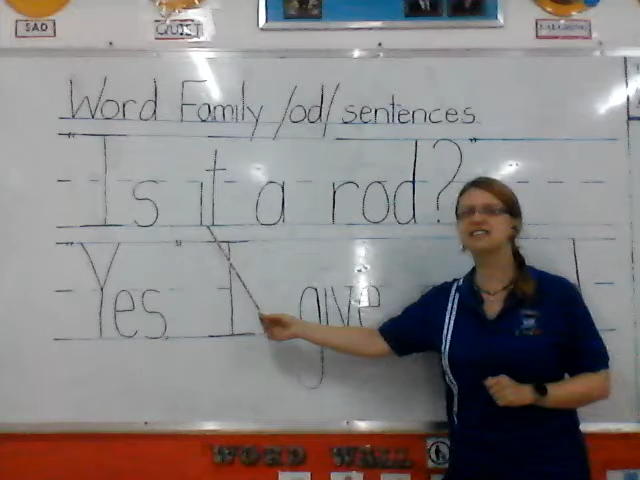 SAD
QUIET
Word Family /od/ sentences
"Is it a rod?"
"Yes" I give
WORD WALL